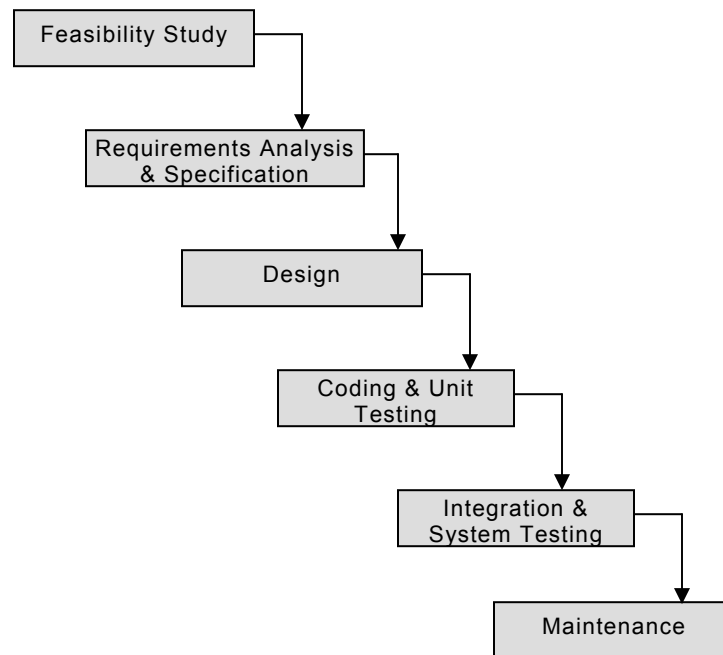 Feasibility Study
Requirements Analysis
& Specification
Design
Coding & Unit
Testing
Integration &
System Testing
Maintenance